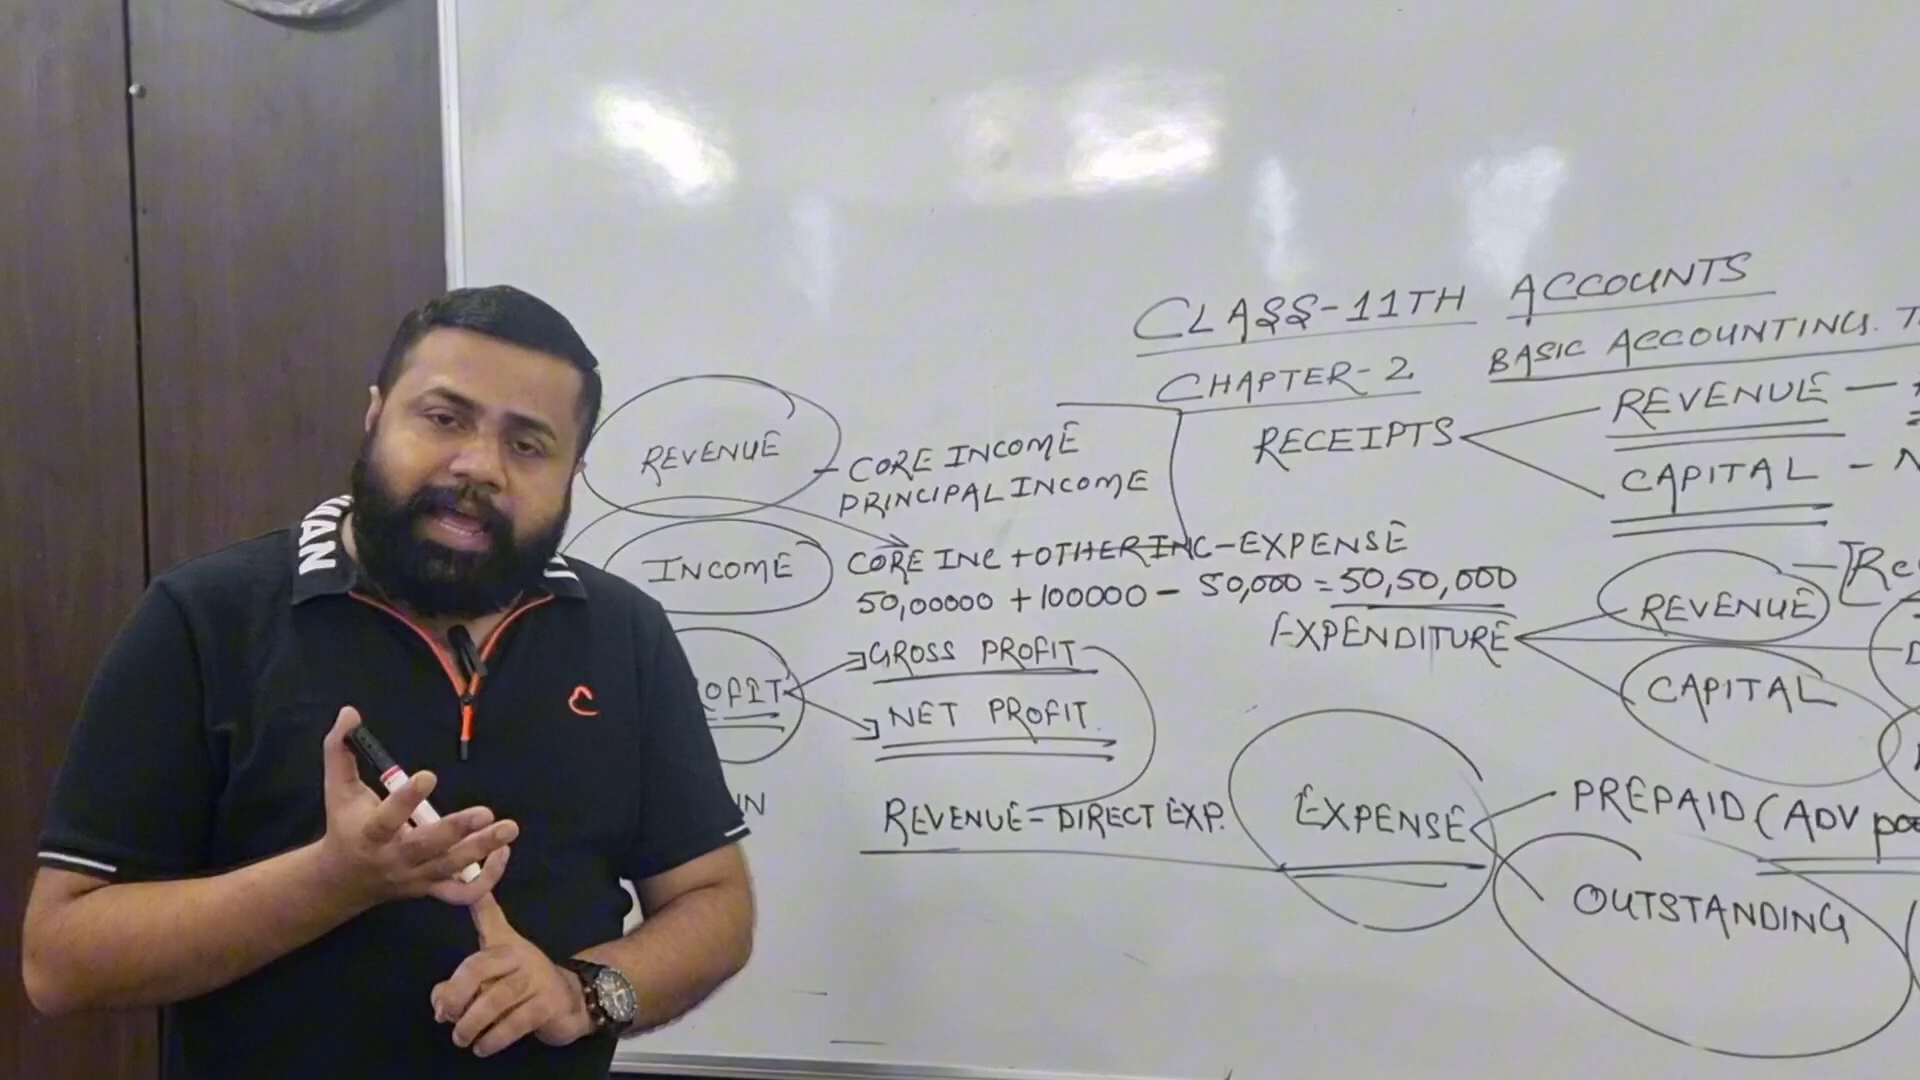 CLASS-11TH ACCOUNTS
CHAPTER-2 BASIC ACCOUNTING
RECEIPTS
REVENUE
CAPITAL
REVENUE
CORE INCOME
PRINCIPAL INCOME
INCOME
CORE INC + OTHER INC - EXPENSE
50,00000 + 100000 - 50,000 = 50,50,000
GROSS PROFIT
NET PROFIT
REVENUE - DIRECT EXP.
EXPENDITURE
REVENUE
CAPITAL
EXPENSE
PREPAID (ADV
OUTSTANDING
MAN
C